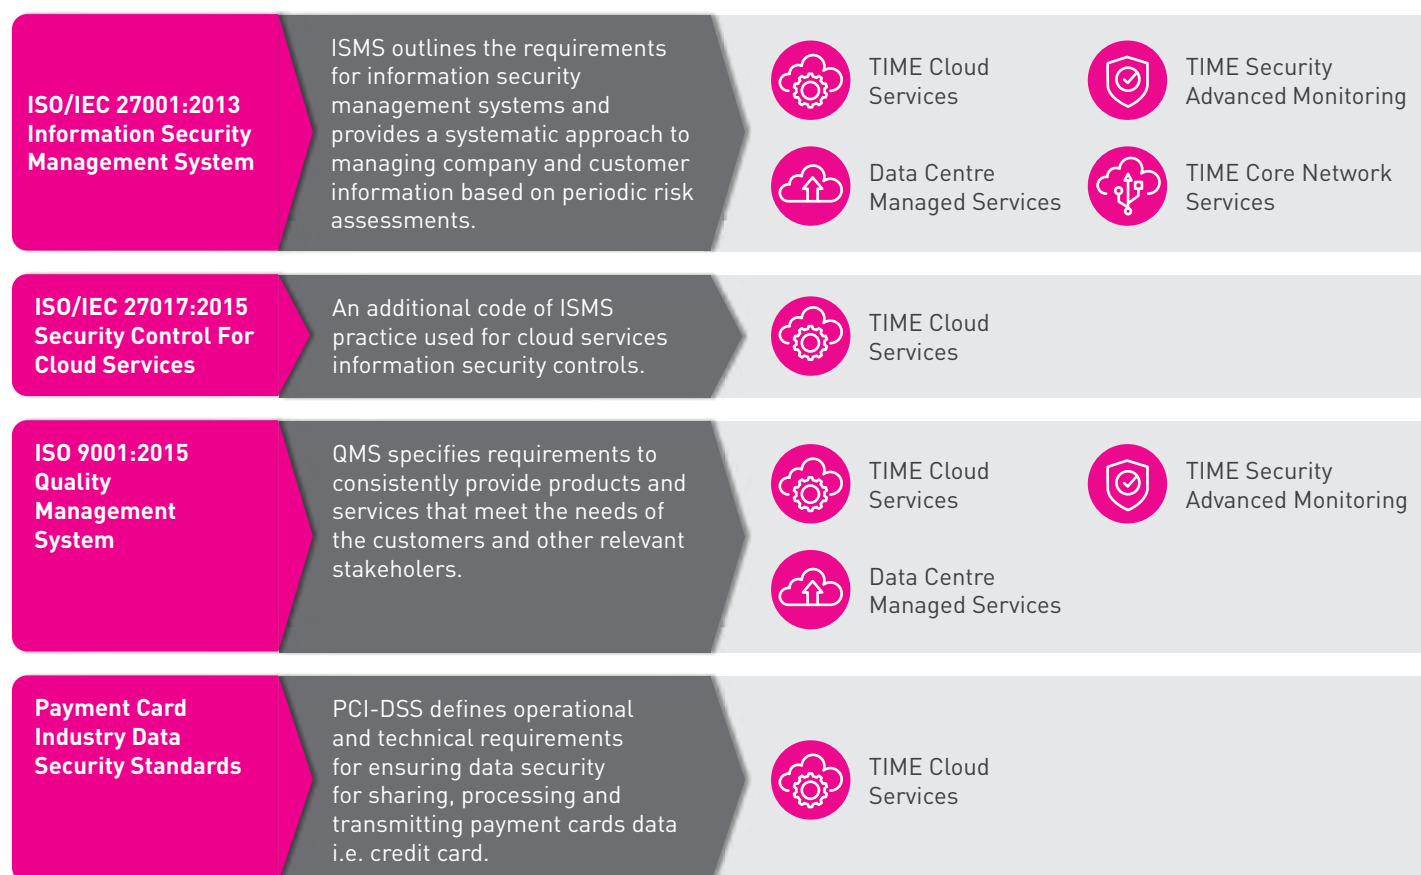 ISO/IEC 27001:2013
Information Security
Management System
ISMS outlines the requirements
for information security
management systems and
provides a systematic approach to
managing company and customer
information based on periodic risk
assessments.
TIME Cloud
Services
TIME Security
Advanced Monitoring
Data Centre
Managed Services
TIME Core Network
Services
ISO/IEC 27017:2015
Security Control For
Cloud Services
An additional code of ISMS
practice used for cloud services
information security controls.
TIME Cloud
Services
ISO 9001:2015
Quality
Management
System
QMS specifies requirements to
consistently provide products and
services that meet the needs of
the customers and other relevant
stakeholers.
TIME Cloud
Services
TIME Security
Advanced Monitoring
Data Centre
Managed Services
Payment Card
Industry Data
Security Standards
PCI-DSS defines operational
and technical requirements
for ensuring data security
for sharing, processing and
transmitting payment cards data
i.e. credit card.
TIME Cloud
Services